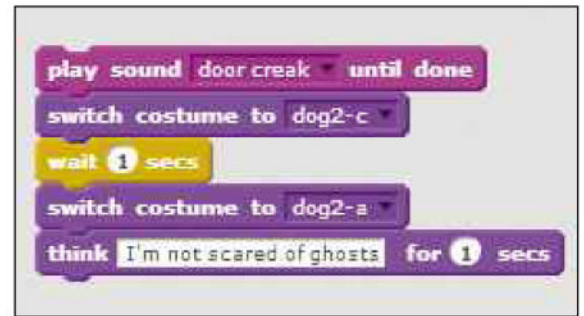 play sound door creak until done
switch costume to dog2-c
wait 1 secs
switch costume to dog2-a
think I'm not scared of ghosts for 1 secs